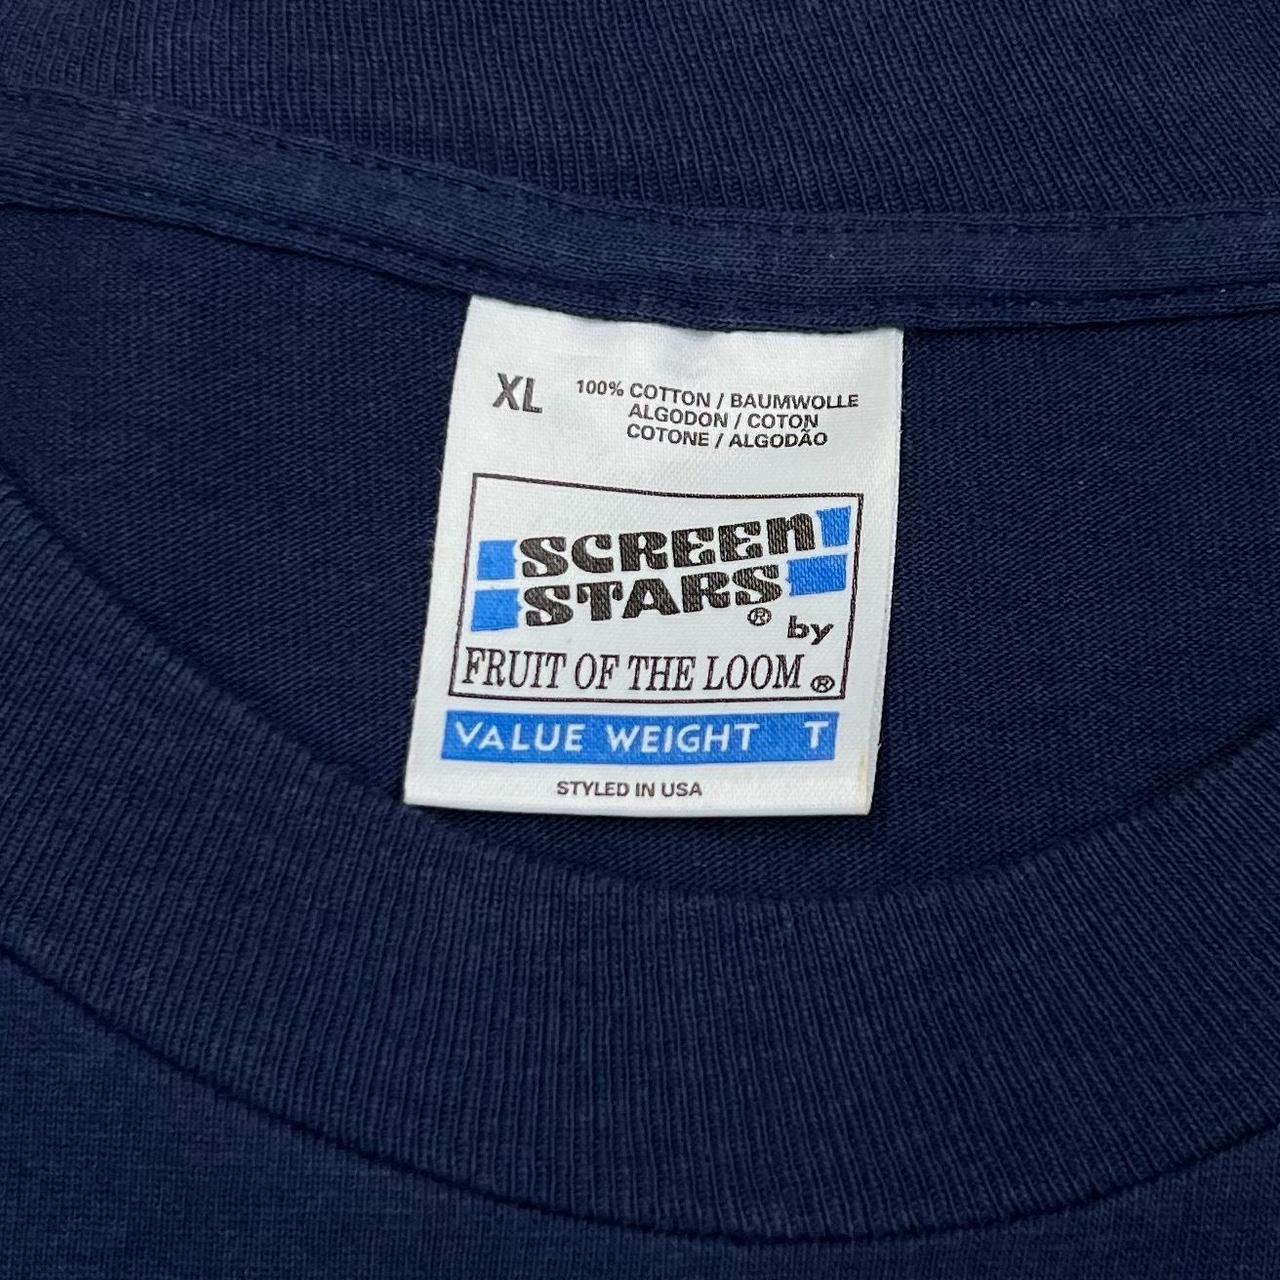 XL 100% COTTON / BAUMWOLLE
ALGODON / COTON
COTONE / ALGODÃO
SCREEN
STARS® by
FRUIT OF THE LOOM®
VALUE WEIGHT T
STYLED IN USA